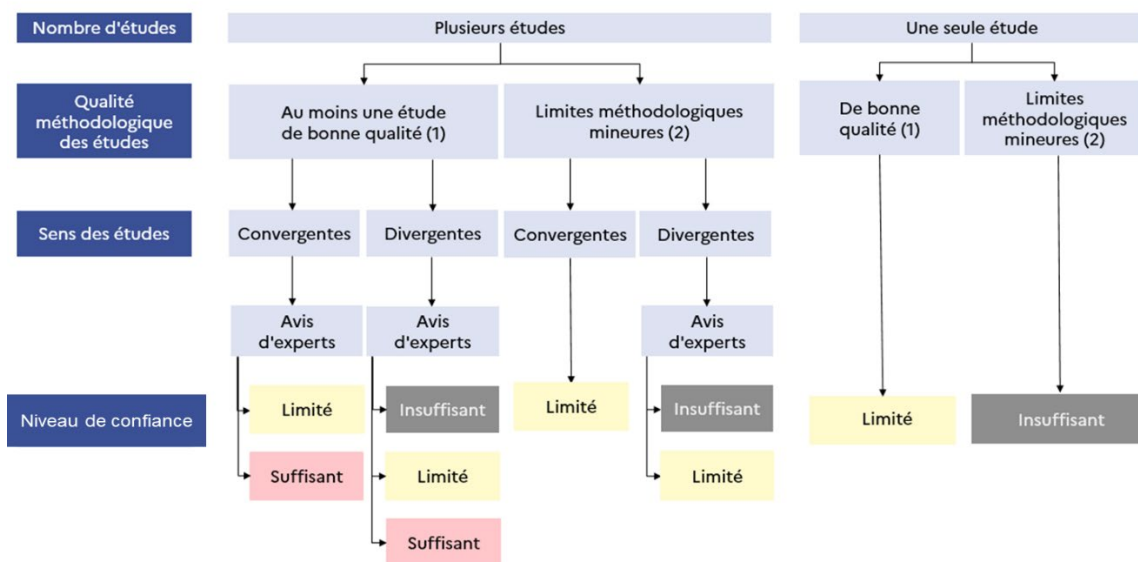 Nombre d'études
Plusieurs études
Une seule étude
Qualité
méthodologique
des études
Au moins une étude
de bonne qualité (1)
Limites méthodologiques
mineures (2)
De bonne
qualité (1)
Limites
méthodologiques
mineures (2)
Sens des études
Convergentes
Divergentes
Convergentes
Divergentes
Avis
d'experts
Avis
d'experts
Avis
d'experts
Niveau de confiance
Limité
Insuffisant
Limité
Insuffisant
Limité
Insuffisant
Suffisant
Limité
Limité
Suffisant